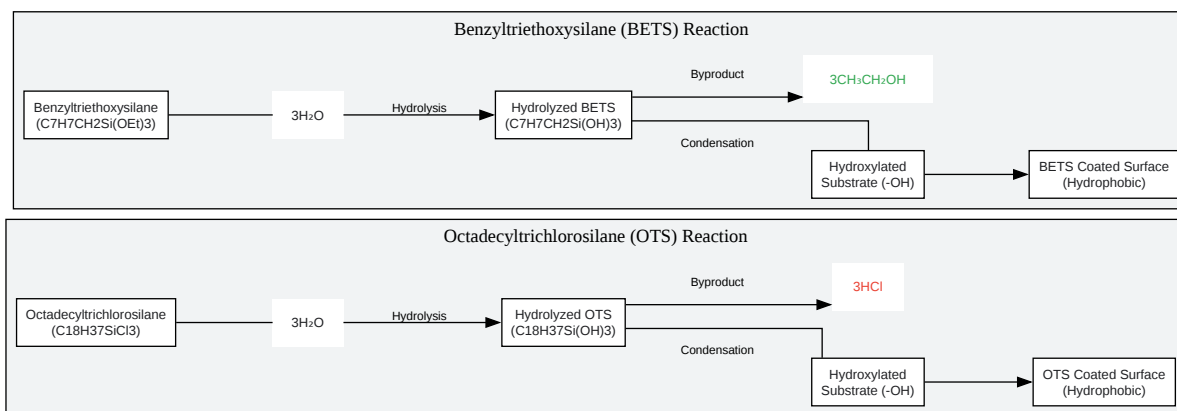 Benzyltriethoxysilane (BETS) Reaction
Byproduct
3CH₃CH₂OH
Benzyltriethoxysilane
(C7H7CH2Si(OEt)3)
3H₂O
Hydrolysis
Hydrolyzed BETS
(C7H7CH2Si(OH)3)
Condensation
Hydroxylated
Substrate (-OH)
BETS Coated Surface
(Hydrophobic)
Octadecyltrichlorosilane (OTS) Reaction
Byproduct
3HCl
Octadecyltrichlorosilane
(C18H37SiCl3)
3H₂O
Hydrolysis
Hydrolyzed OTS
(C18H37Si(OH)3)
Condensation
Hydroxylated
Substrate (-OH)
OTS Coated Surface
(Hydrophobic)